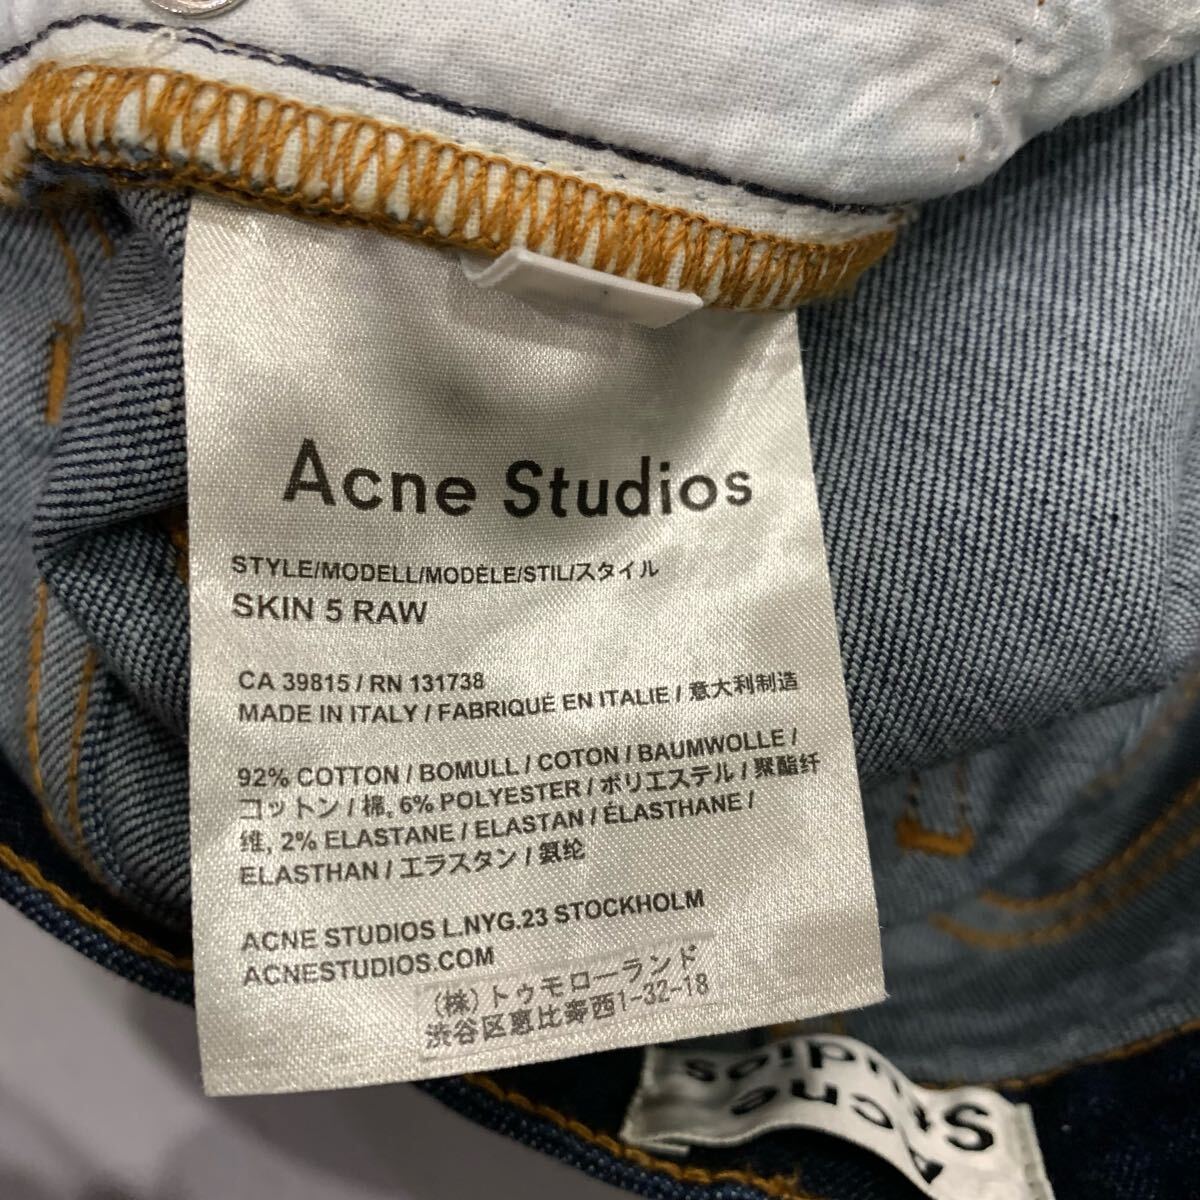 Acne Studios
STYLE/MODELL/MODÈLE/STIL/スタイル
SKIN 5 RAW
CA 39815 / RN 131738
MADE IN ITALY / FABRIQUÉ EN ITALIE / 意大利制造
92% COTTON / BOMULL / COTON / BAUMWOLLE /
コットン / 棉, 6% POLYESTER / ポリエステル / 聚酯纤
维, 2% ELASTANE / ELASTAN / ÉLASTHANE /
ELASTHAN / エラスタン / 氨纶
ACNE STUDIOS L.NYG.23 STOCKHOLM
ACNESTUDIOS.COM
(株)トゥモローランド
渋谷区恵比寿西1-32-18
Acne
Studios